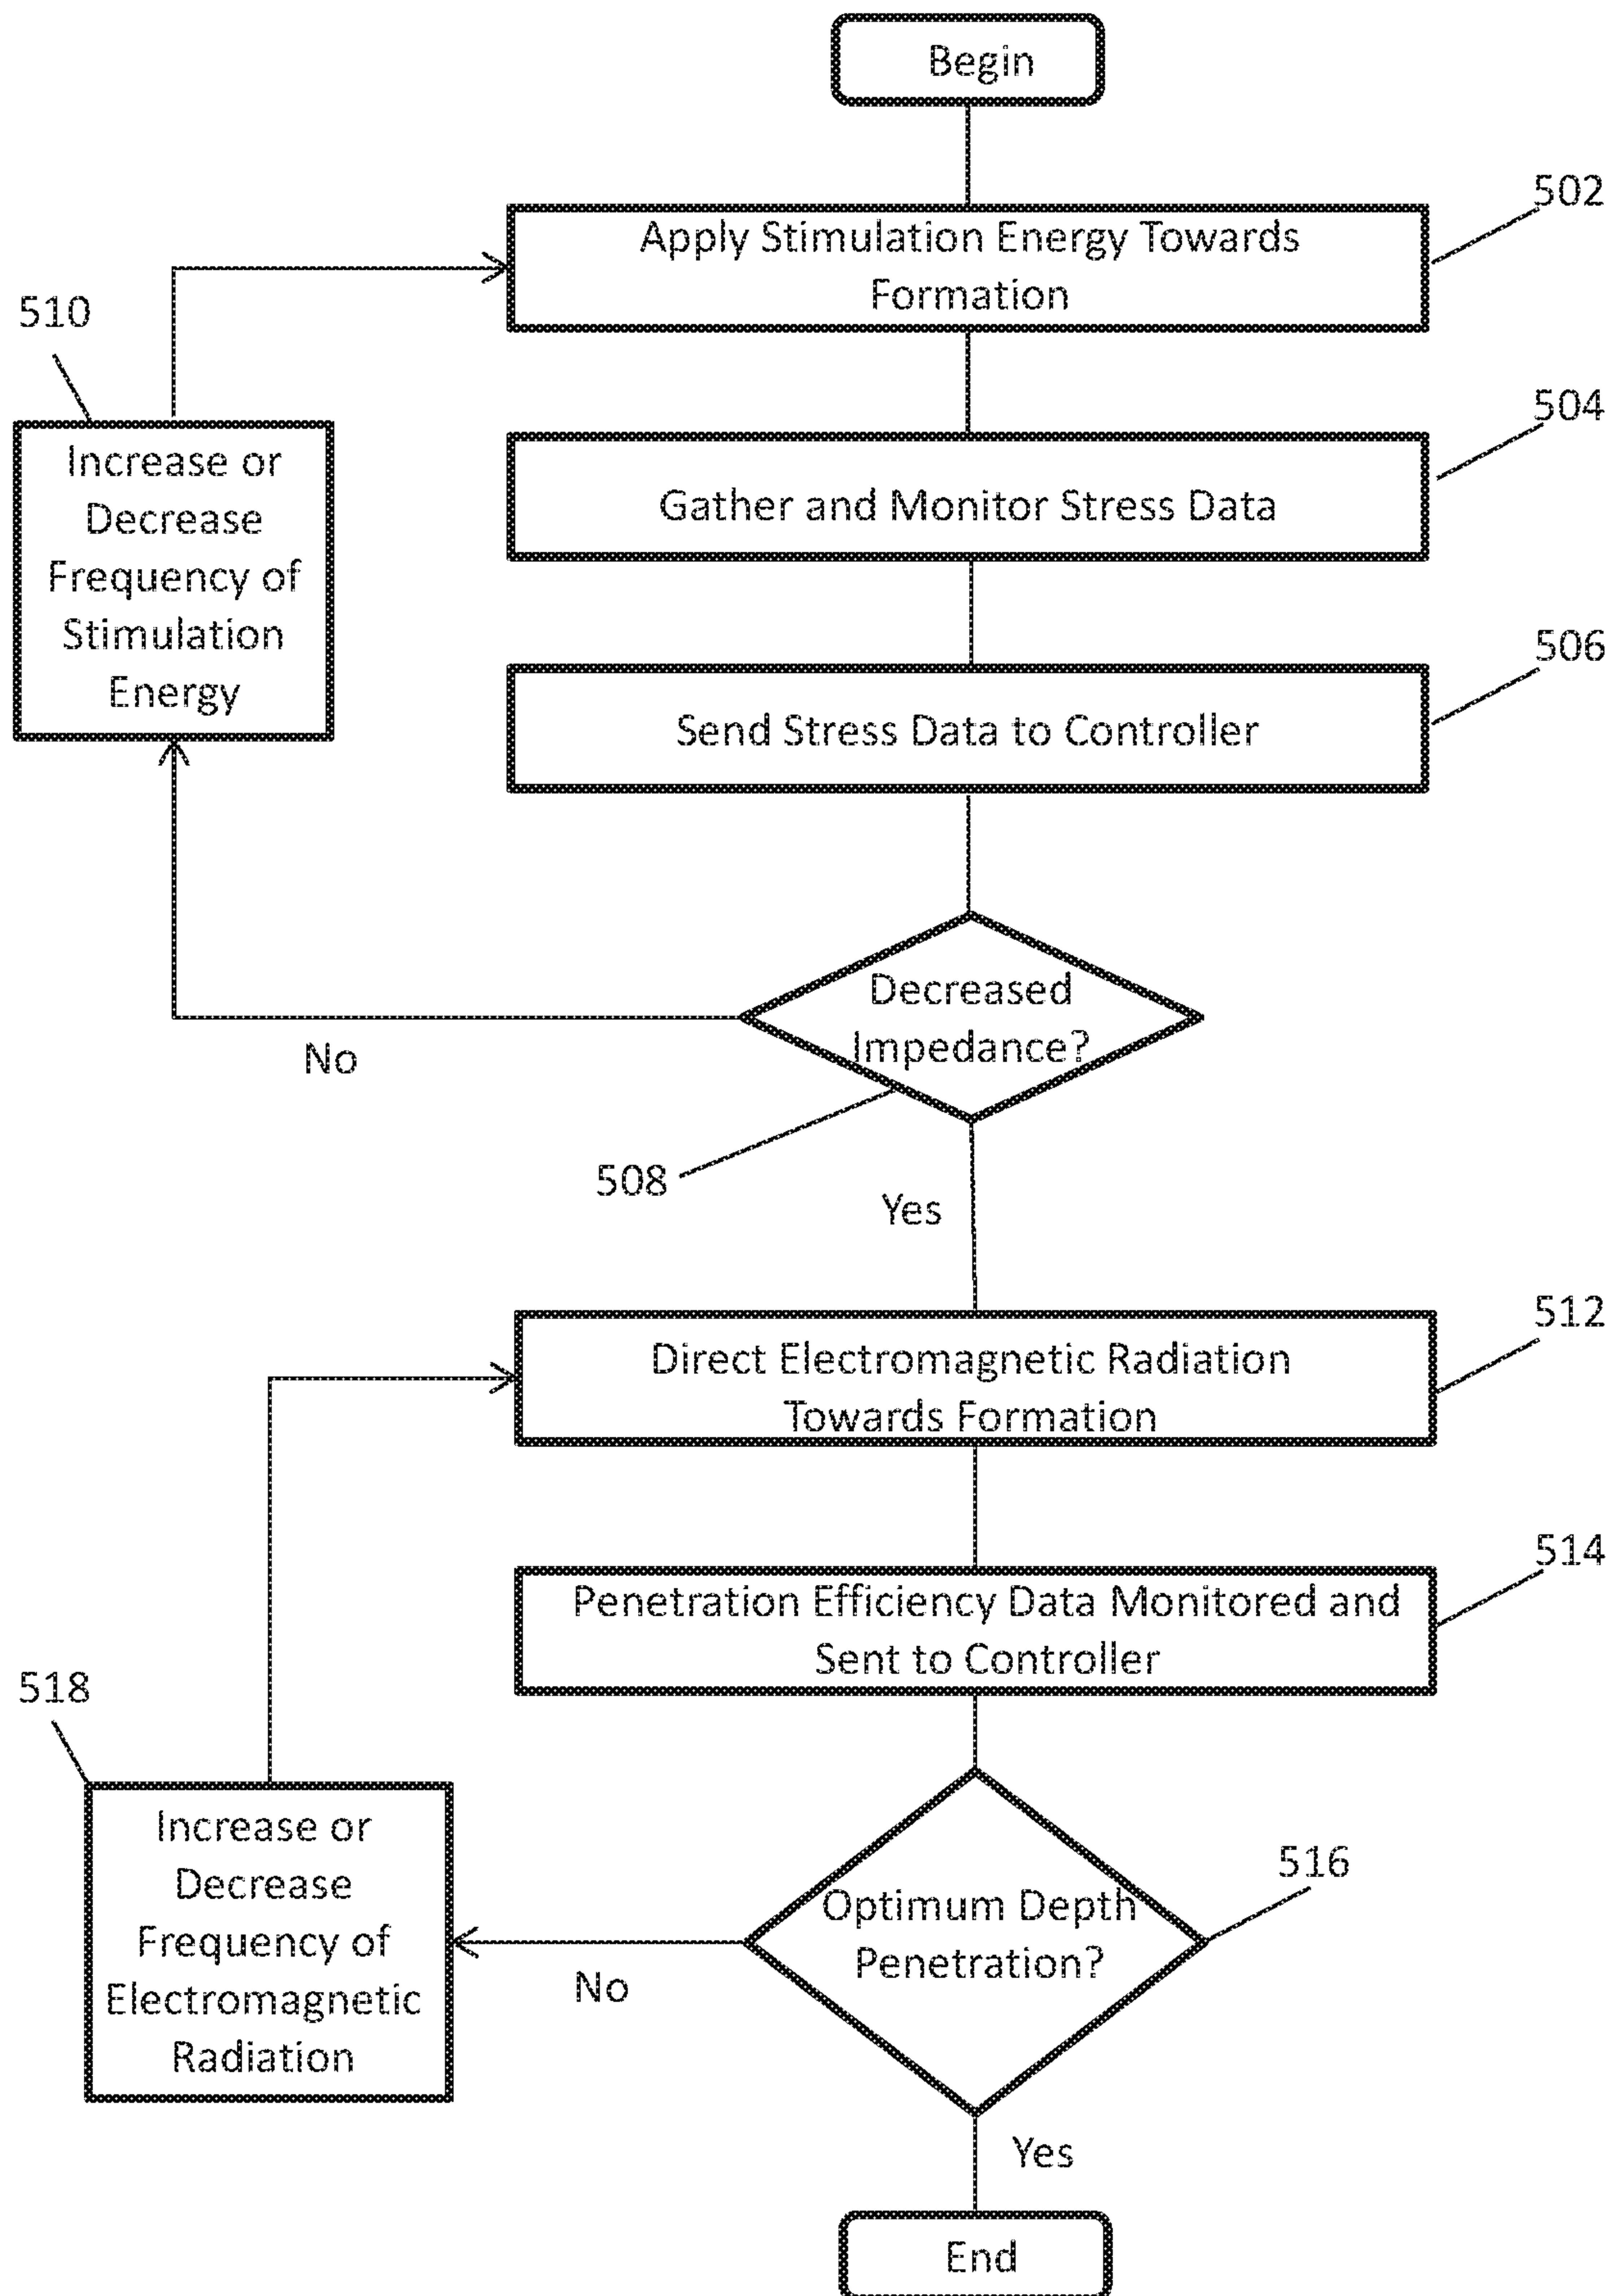 Begin
502
Apply Stimulation Energy Towards
Formation
510
504
Increase or
Decrease
Frequency of
Stimulation
Energy
Gather and Monitor Stress Data
506
Send Stress Data to Controller
Decreased
Impedance?
No
508
Yes
512
Direct Electromagnetic Radiation
Towards Formation
514
Penetration Efficiency Data Monitored and
Sent to Controller
518
Increase or
Decrease
Frequency of
Electromagnetic
Radiation
516
Optimum Depth
Penetration?
No
Yes
End